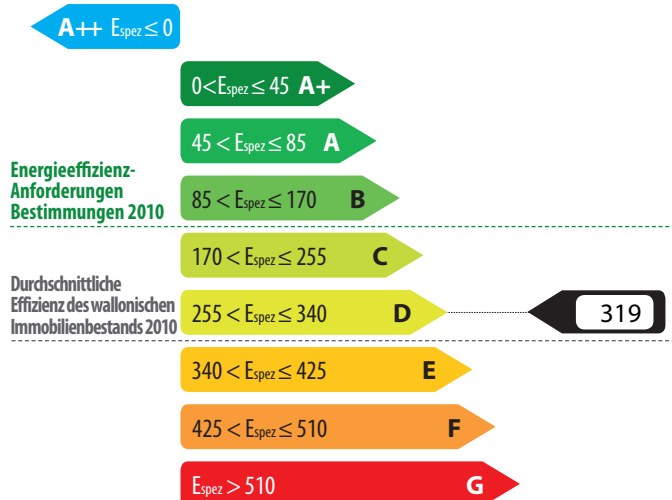 A++ Espez ≤ 0
0<Espez ≤ 45 A+
45 < Espez ≤ 85 A
Energieeffizienz-
Anforderungen
Bestimmungen 2010
85 < Espez ≤ 170 B
170 < Espez ≤ 255 C
Durchschnittliche
Effizienz des wallonischen
Immobilienbestands 2010
255 < Espez ≤ 340 D
319
340 < Espez ≤ 425 E
425 < Espez ≤ 510 F
Espez > 510 G